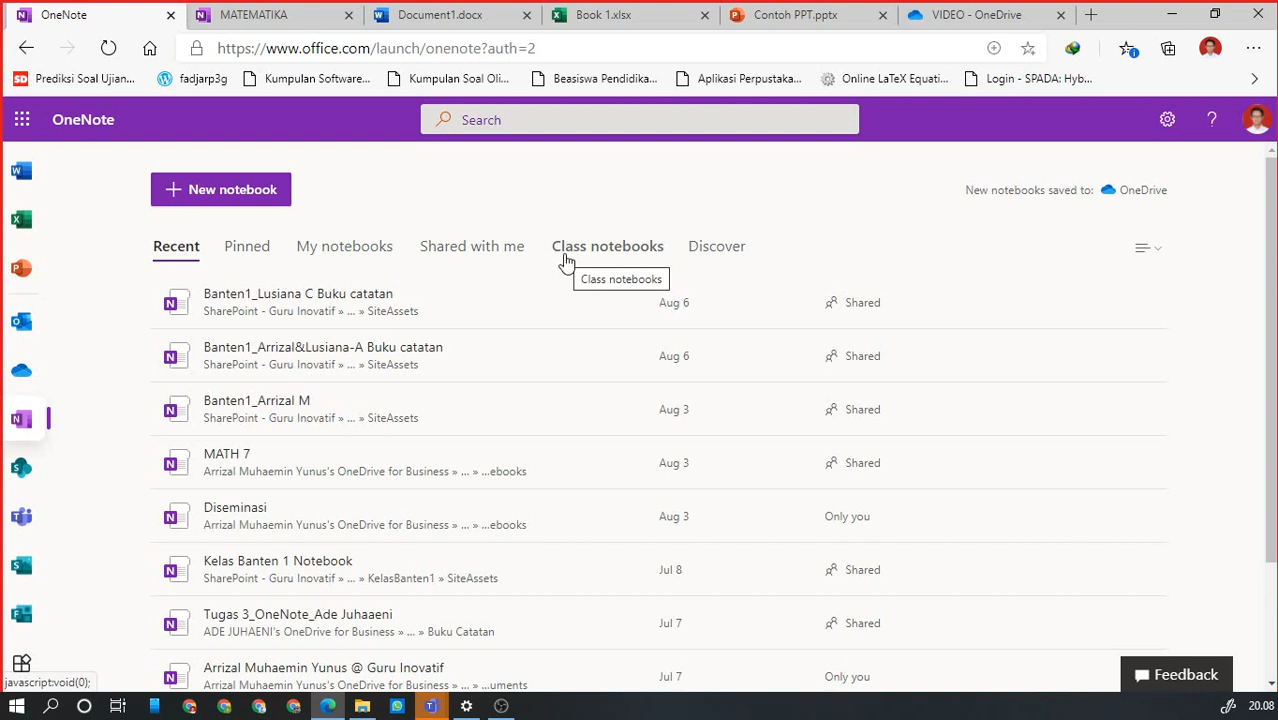 OneNote
MATEMATIKA
Document1.docx
Book 1.xlsx
Contoh PPT.pptx
VIDEO - OneDrive
https://www.office.com/launch/onenote?auth=2
Prediksi Soal Ujian...
fadjarp3g
Kumpulan Software...
Kumpulan Soal Oli...
Beasiswa Pendidika...
Aplikasi Perpustaka...
Online LaTeX Equati...
Login - SPADA: Hyb...
OneNote
Search
?
New notebook
New notebooks saved to: OneDrive
Recent Pinned My notebooks Shared with me Class notebooks Discover
Class notebooks
Banten1_Lusiana C Buku catatan
SharePoint - Guru Inovatif » ... » SiteAssets
Aug 6
Shared
Banten1_Arrizal&Lusiana-A Buku catatan
SharePoint - Guru Inovatif » ... » SiteAssets
Aug 6
Shared
Banten1_Arrizal M
SharePoint - Guru Inovatif » ... » SiteAssets
Aug 3
Shared
MATH 7
Arrizal Muhaemin Yunus's OneDrive for Business » ... » ...ebooks
Aug 3
Shared
Diseminasi
Arrizal Muhaemin Yunus's OneDrive for Business » ... » ...ebooks
Aug 3
Only you
Kelas Banten 1 Notebook
SharePoint - Guru Inovatif » ... » KelasBanten1 » SiteAssets
Jul 8
Shared
Tugas 3_OneNote_Ade Juhaaeni
ADE JUHAENI's OneDrive for Business » ... » Buku Catatan
Jul 7
Shared
Arrizal Muhaemin Yunus @ Guru Inovatif
Arrizal Muhaemin Yunus's OneDrive for Business » ... » ...uments
Jul 7
Only you
Feedback
javascript:void(0);
20.08